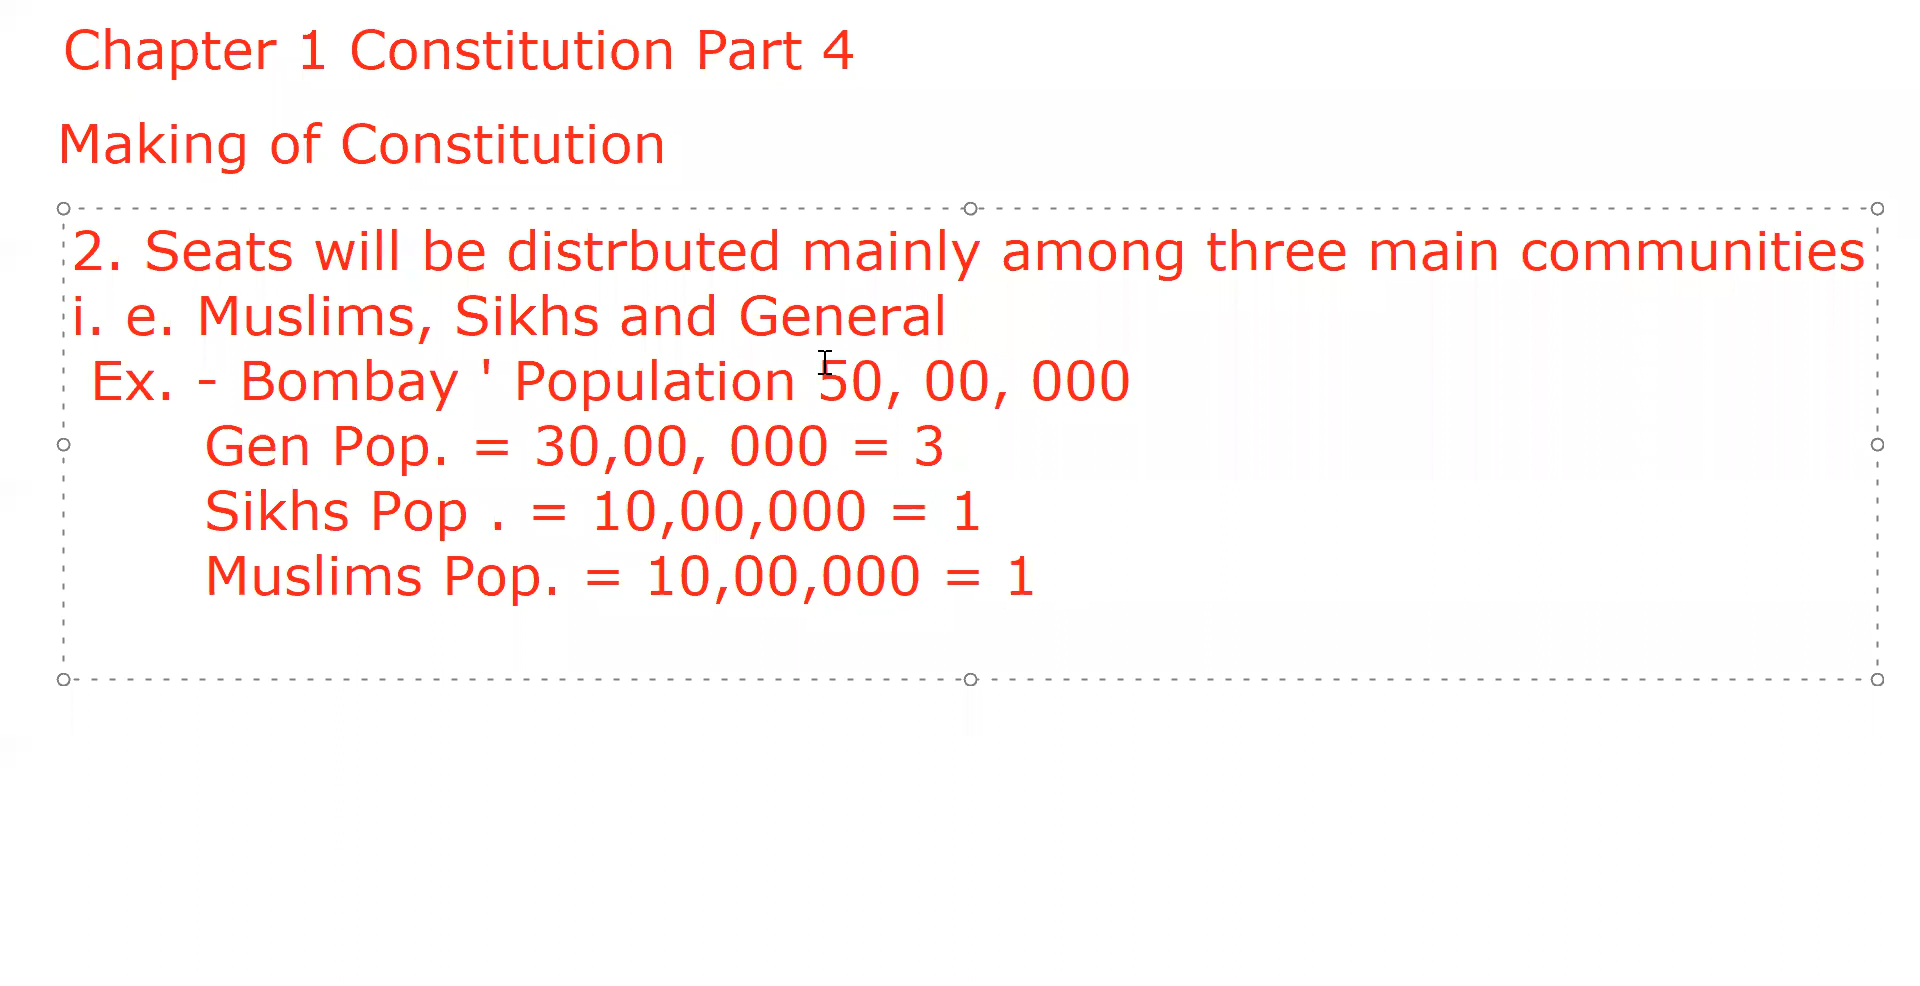 Chapter 1 Constitution Part 4
Making of Constitution
2. Seats will be distrbuted mainly among three main communities
i. e. Muslims, Sikhs and General
Ex. - Bombay ' Population 50, 00, 000
Gen Pop. = 30,00, 000 = 3
Sikhs Pop . = 10,00,000 = 1
Muslims Pop. = 10,00,000 = 1